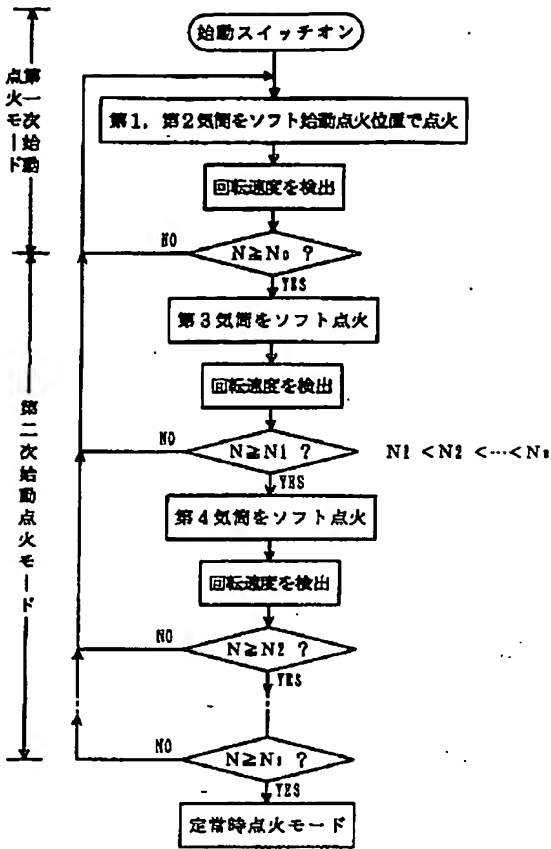 始動スイッチオン
第一次始動
点火モード
第1，第2気筒をソフト始動点火位置で点火
回転速度を検出
NO
N≧N₀ ?
YES
第3気筒をソフト点火
回転速度を検出
NO
N≧N1 ?
N1 <N2 <…<Nn
YES
第二次始動点火モード
第4気筒をソフト点火
回転速度を検出
NO
N≧N2 ?
YES
NO
N≧ ?
YES
定常時点火モード